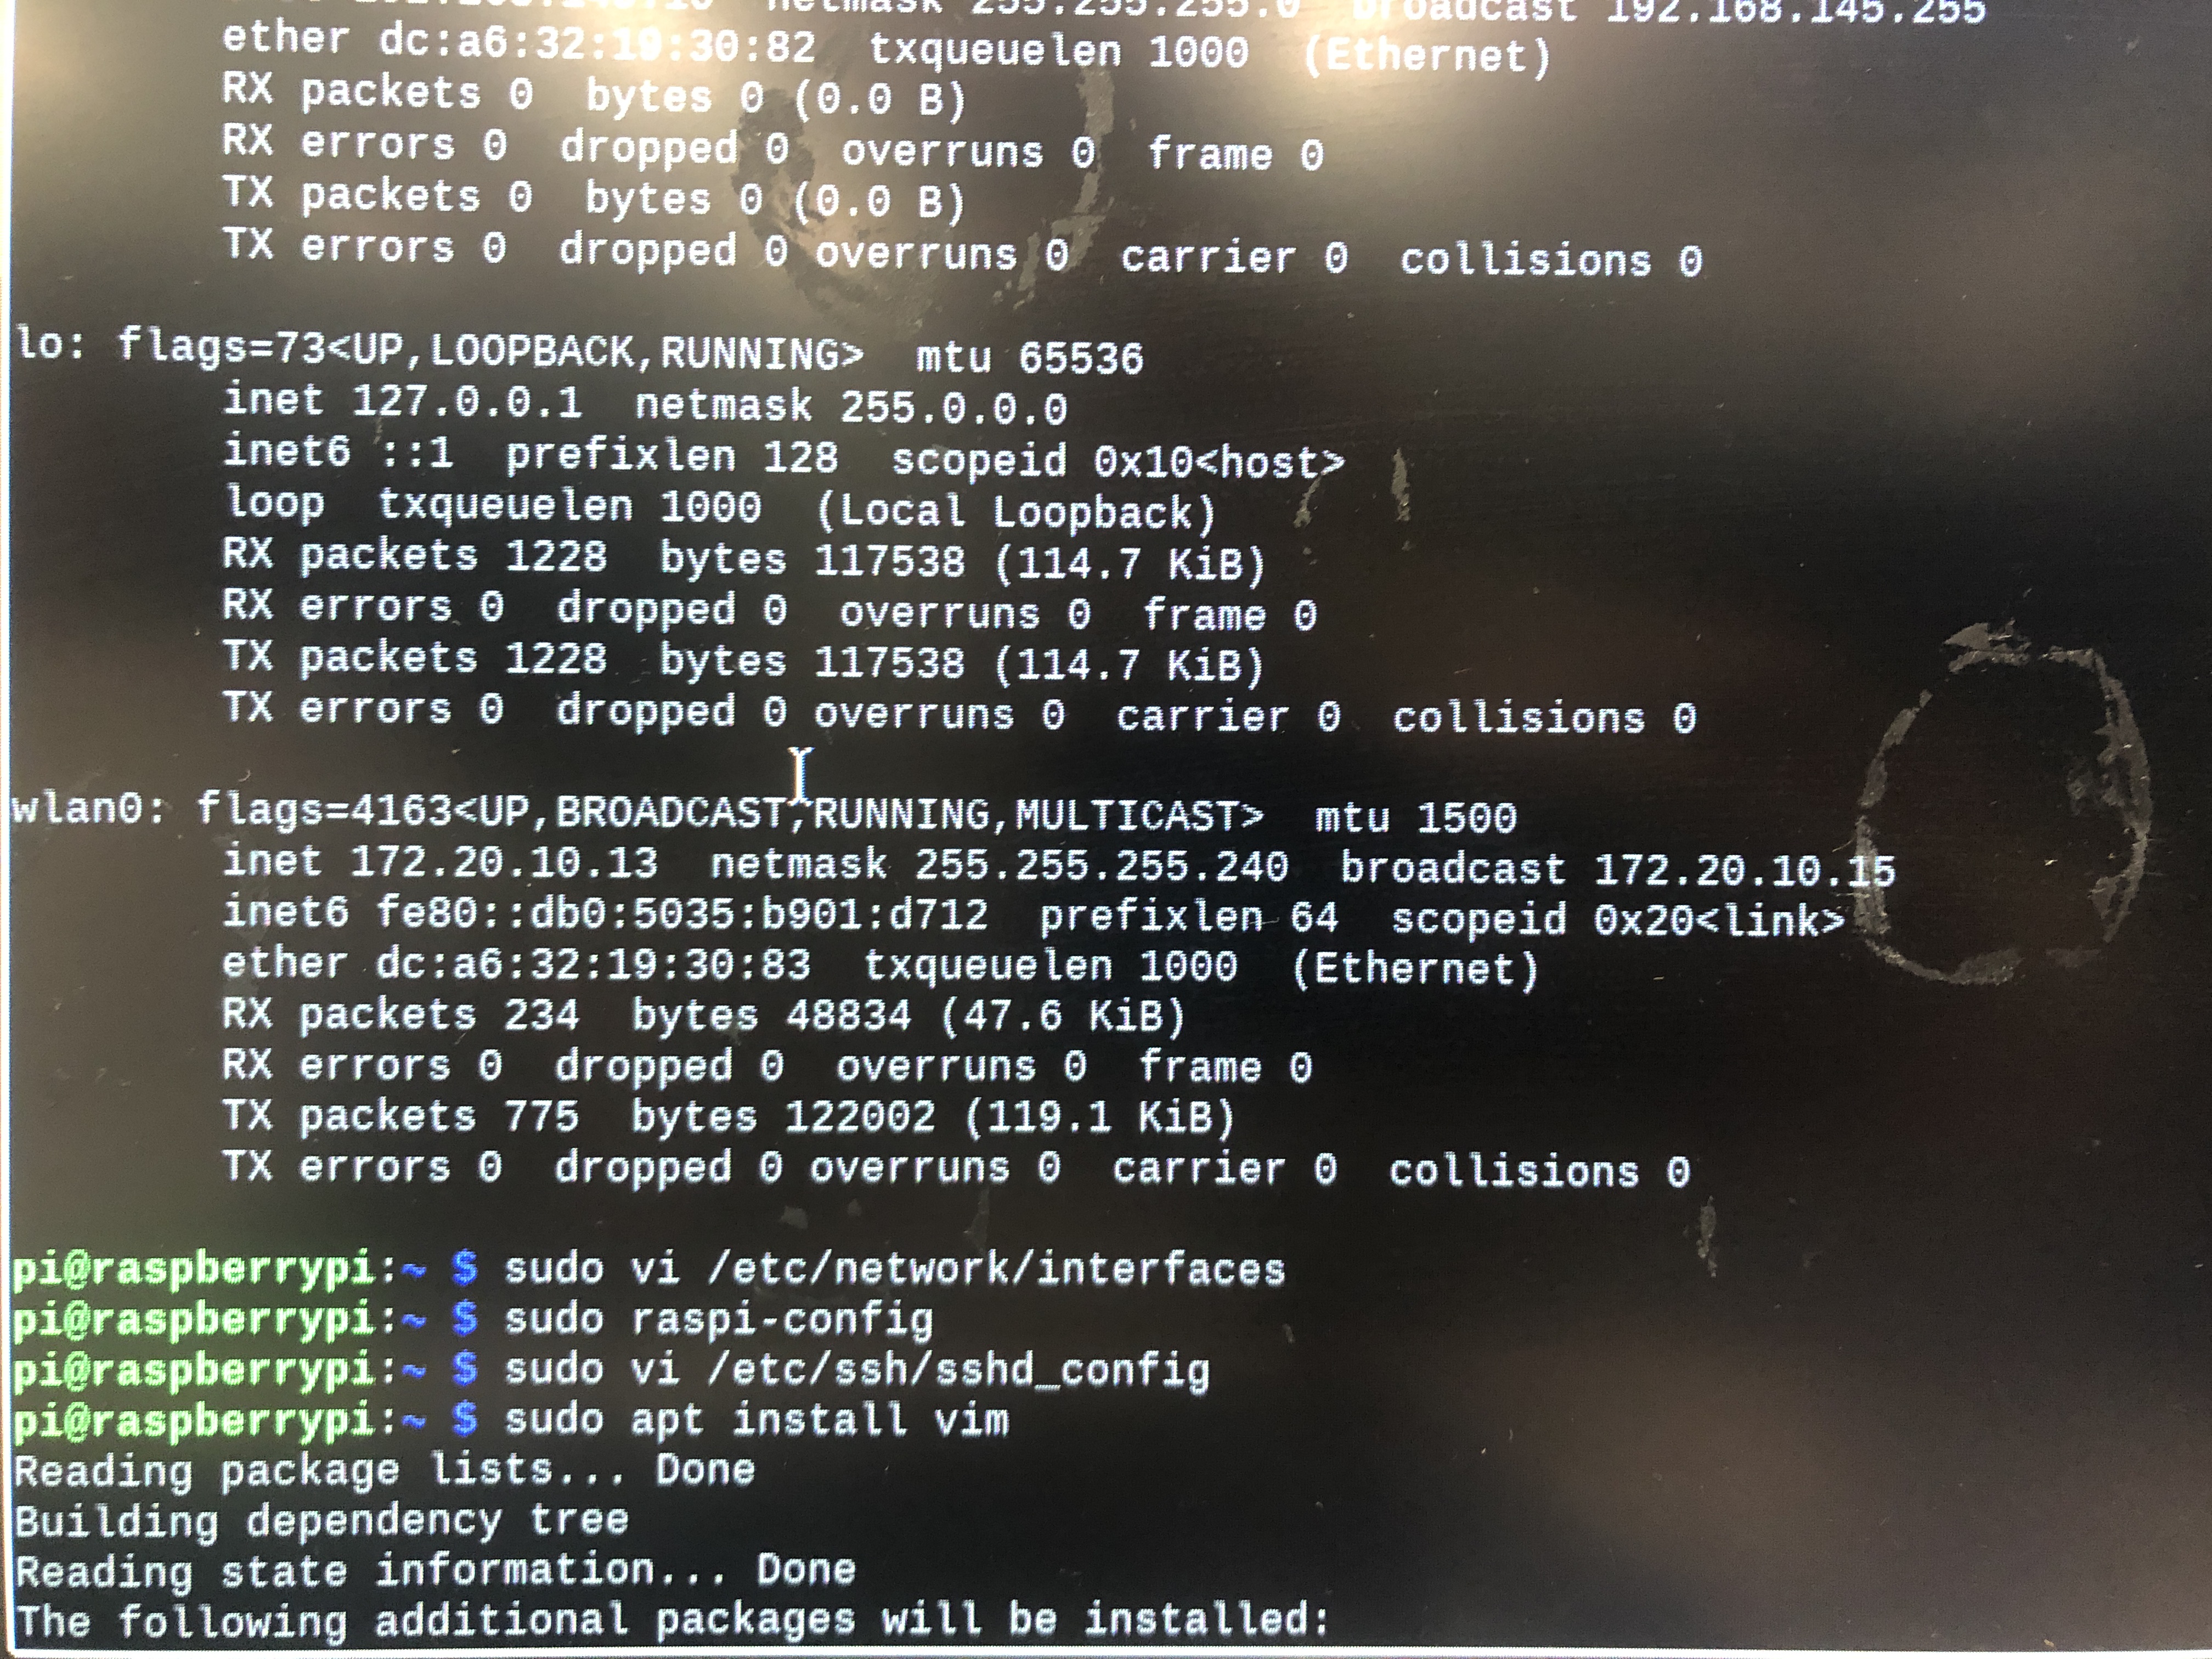 netmask 255.255.255.0  broadcast 192.168.145.255
ether dc:a6:32:19:30:82  txqueuelen 1000  (Ethernet)
RX packets 0  bytes 0 (0.0 B)
RX errors 0  dropped 0  overruns 0  frame 0
TX packets 0  bytes 0 (0.0 B)
TX errors 0  dropped 0 overruns 0  carrier 0  collisions 0
lo: flags=73<UP,LOOPBACK,RUNNING>  mtu 65536
inet 127.0.0.1  netmask 255.0.0.0
inet6 ::1  prefixlen 128  scopeid 0x10<host>
loop  txqueuelen 1000  (Local Loopback)
RX packets 1228  bytes 117538 (114.7 KiB)
RX errors 0  dropped 0  overruns 0  frame 0
TX packets 1228  bytes 117538 (114.7 KiB)
TX errors 0  dropped 0 overruns 0  carrier 0  collisions 0
wlan0: flags=4163<UP,BROADCAST,RUNNING,MULTICAST>  mtu 1500
inet 172.20.10.13  netmask 255.255.255.240  broadcast 172.20.10.15
inet6 fe80::db0:5035:b901:d712  prefixlen 64  scopeid 0x20<link>
ether dc:a6:32:19:30:83  txqueuelen 1000  (Ethernet)
RX packets 234  bytes 48834 (47.6 KiB)
RX errors 0  dropped 0  overruns 0  frame 0
TX packets 775  bytes 122002 (119.1 KiB)
TX errors 0  dropped 0 overruns 0  carrier 0  collisions 0
pi@raspberrypi:~ $ sudo vi /etc/network/interfaces
pi@raspberrypi:~ $ sudo raspi-config
pi@raspberrypi:~ $ sudo vi /etc/ssh/sshd_config
pi@raspberrypi:~ $ sudo apt install vim
Reading package lists... Done
Building dependency tree
Reading state information... Done
The following additional packages will be installed: